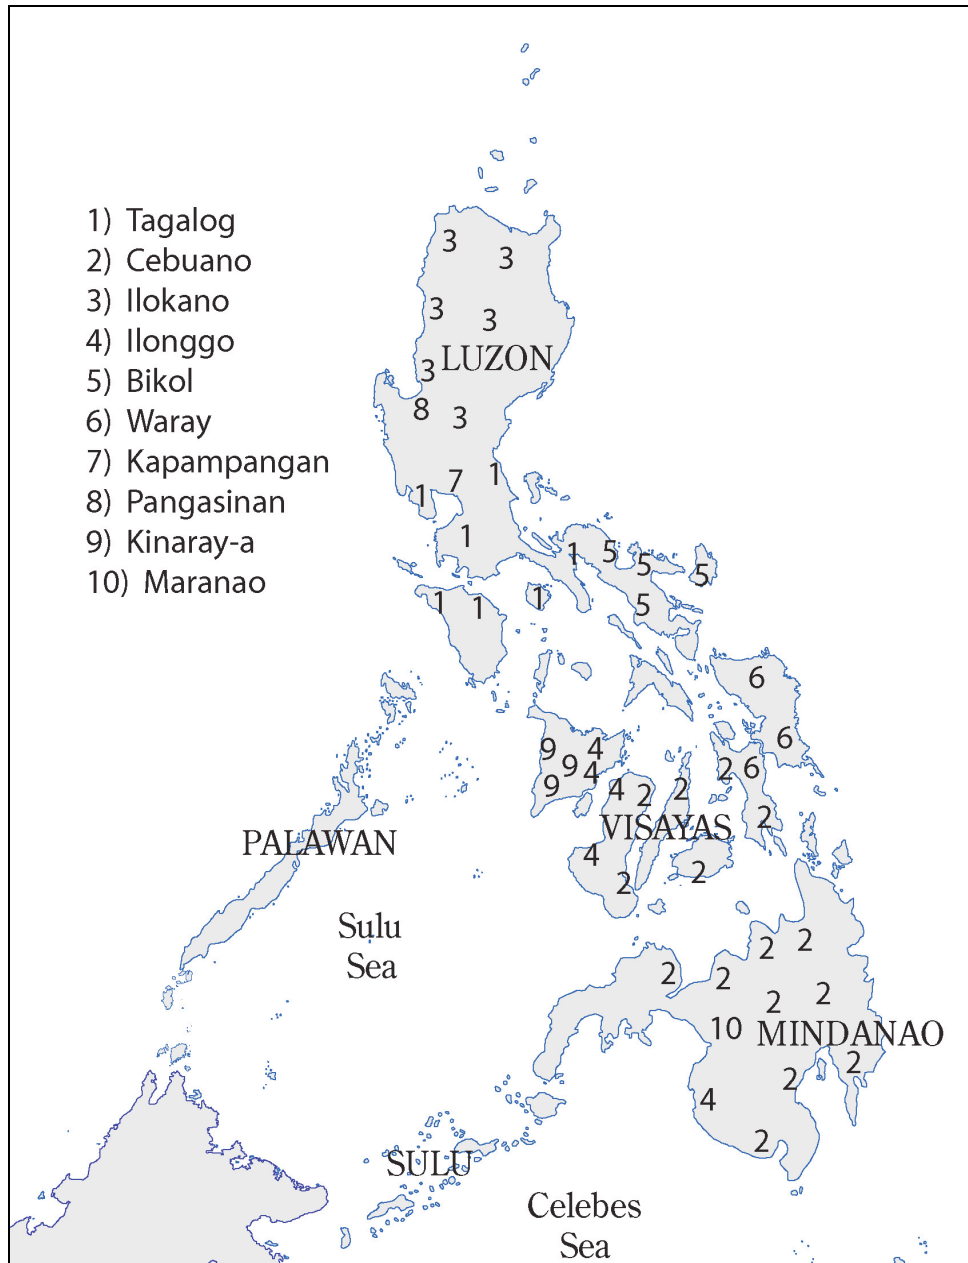 1) Tagalog
2) Cebuano
3) Ilokano
4) Ilonggo
5) Bikol
6) Waray
7) Kapampangan
8) Pangasinan
9) Kinaray-a
10) Maranao
3
3
3
3
LUZON
3
8
3
7
1
1
1
1
5
5
5
5
1
1
1
6
6
9
4
9
4
9
2
6
4
2
2
2
VISAYAS
PALAWAN
4
2
2
Sulu
Sea
2
2
2
2
2
2
10
MINDANAO
2
2
4
2
SULU
Celebes
Sea